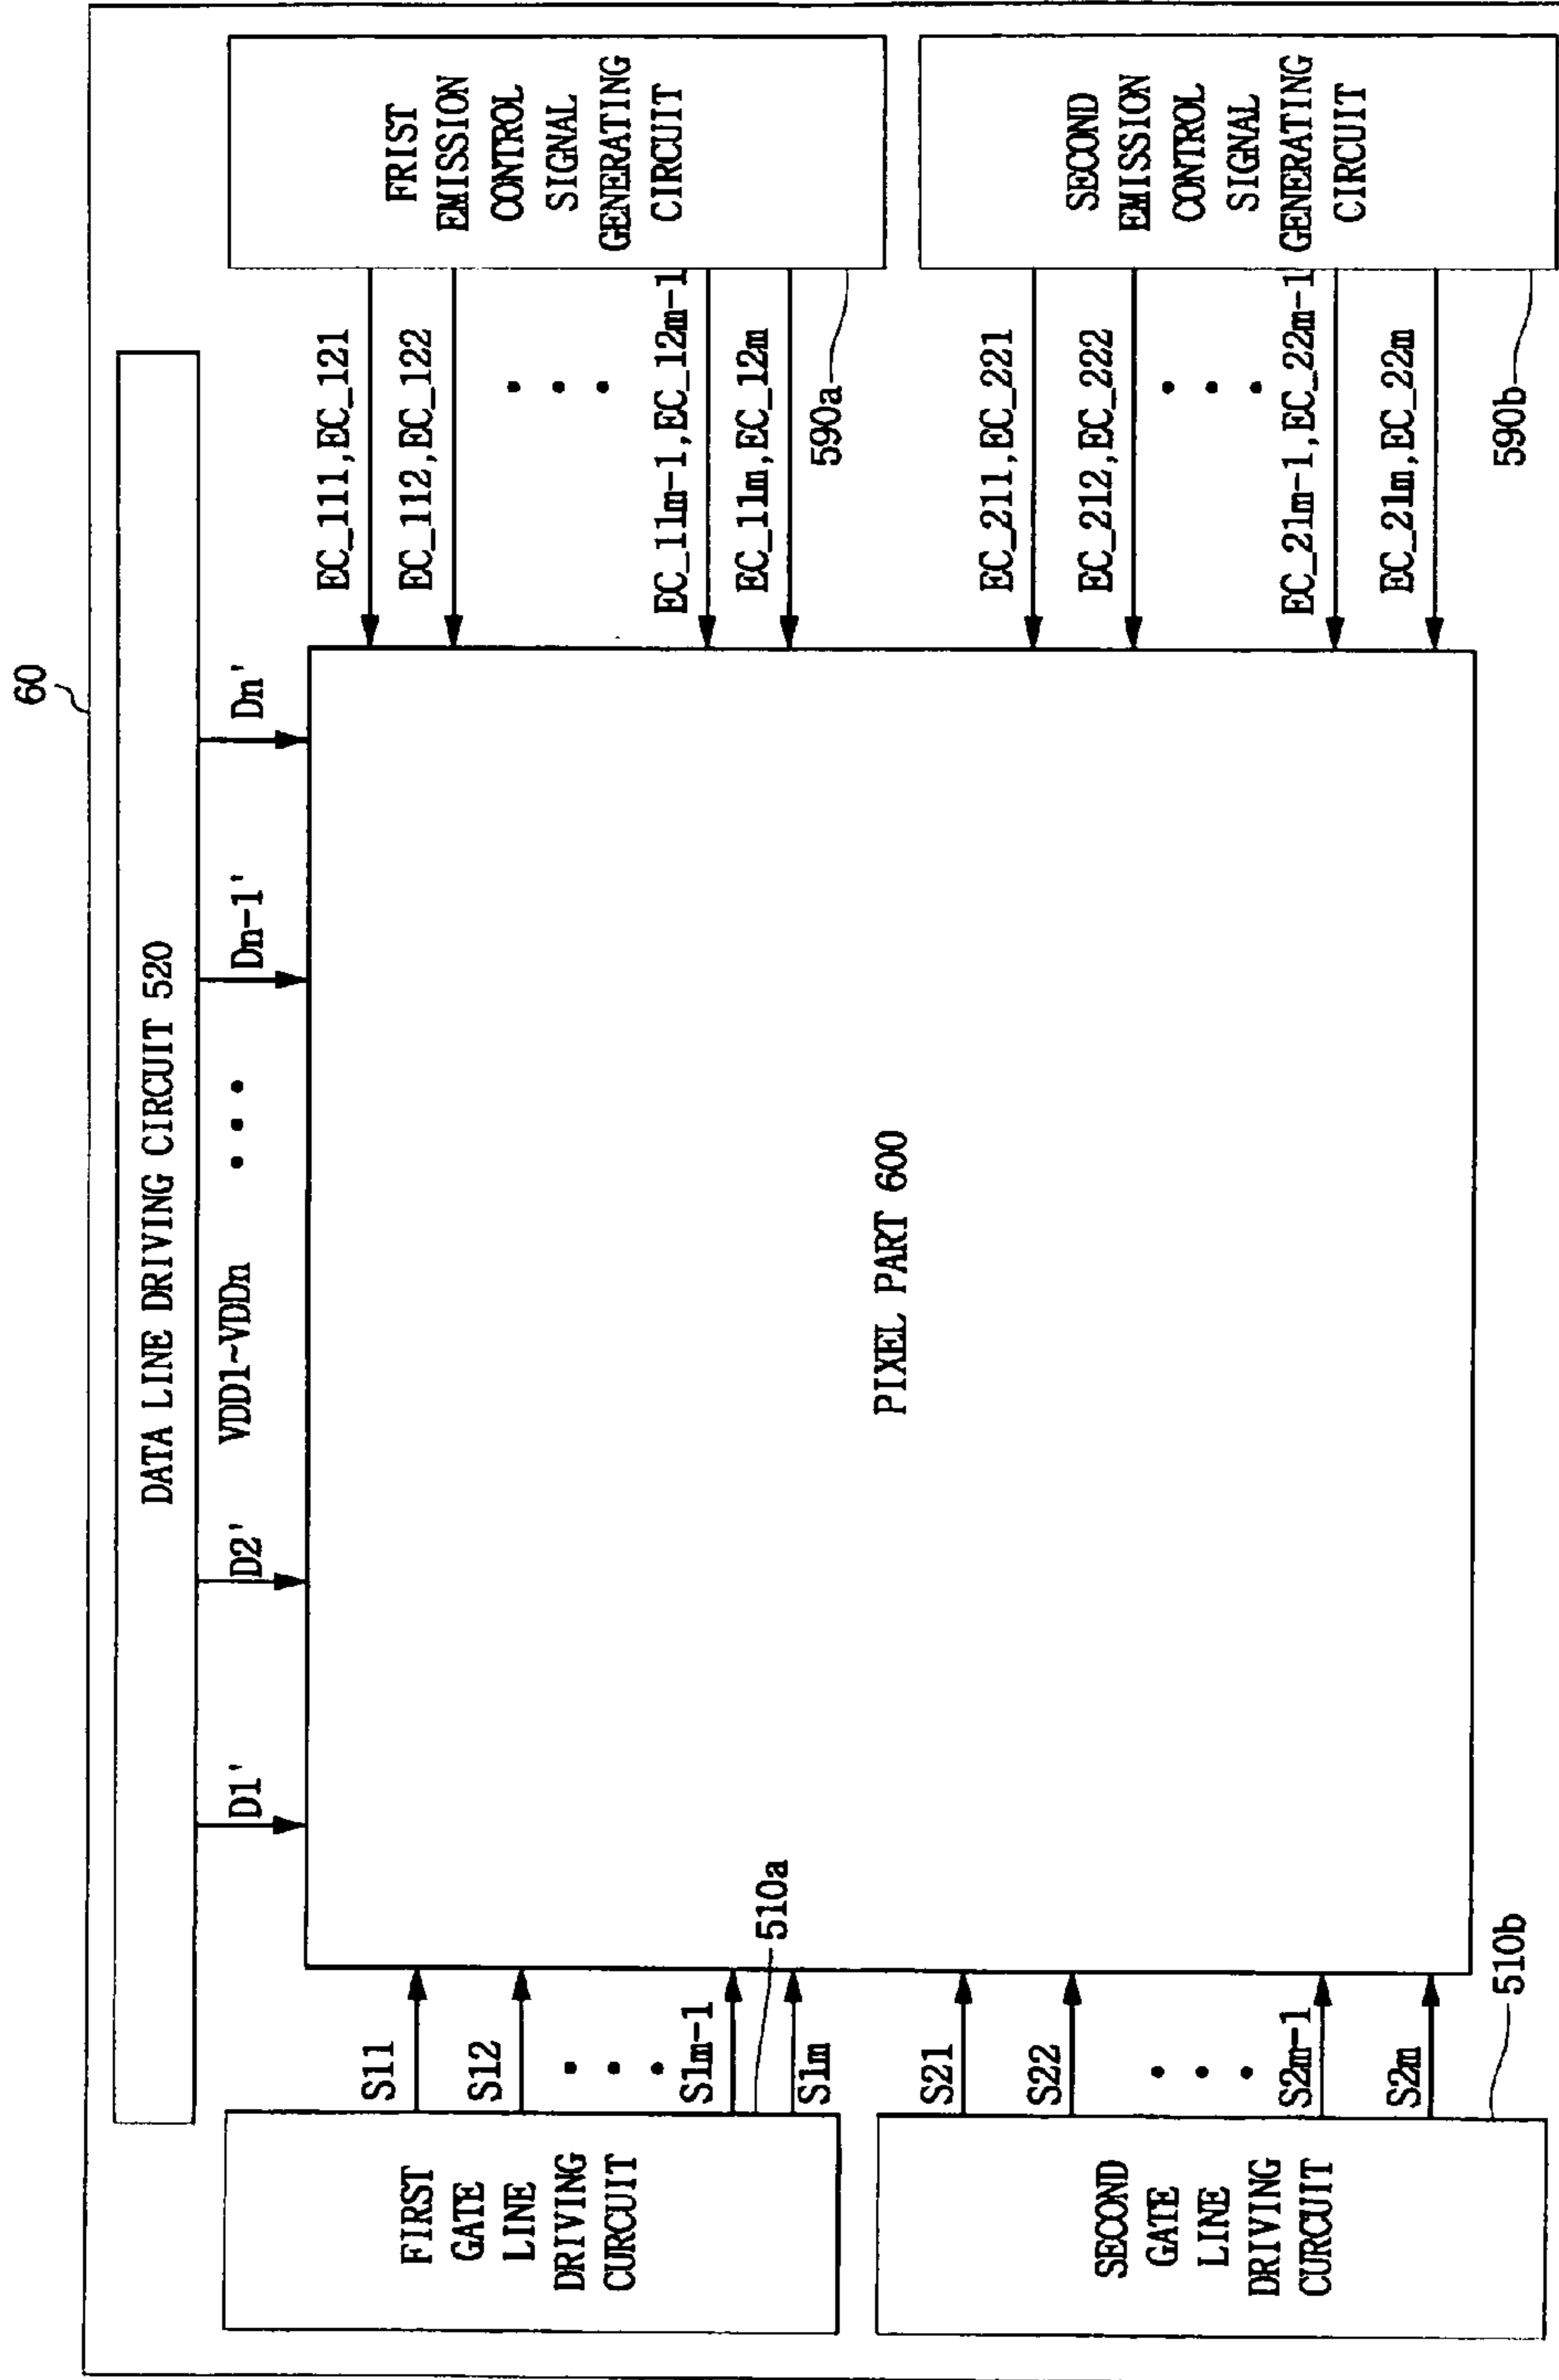 60
DATA LINE DRIVING CIRCUIT 520
D1'
D2'
VDD1~VDDn
Dn-1'
Dn'
FIRST
GATE
LINE
DRIVING
CURCUIT
S11
S12
S1m-1
S1m
510a
SECOND
GATE
LINE
DRIVING
CURCUIT
S21
S22
S2m-1
S2m
510b
PIXEL PART 600
EC_111,EC_121
EC_112,EC_122
EC_11m-1,EC_12m-1
EC_11m,EC_12m
590a
FRIST
EMISSION
CONTROL
SIGNAL
GENERATING
CIRCUIT
EC_211,EC_221
EC_212,EC_222
EC_21m-1,EC_22m-1
EC_21m,EC_22m
590b
SECOND
EMISSION
CONTROL
SIGNAL
GENERATING
CIRCUIT